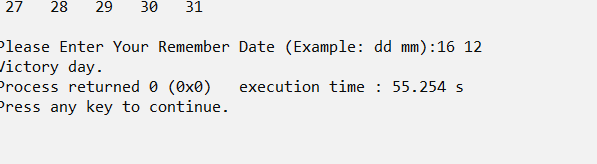 27 28 29 30 31
Please Enter Your Remember Date (Example: dd mm):16 12
Victory day.
Process returned 0 (0x0) execution time : 55.254 s
Press any key to continue.